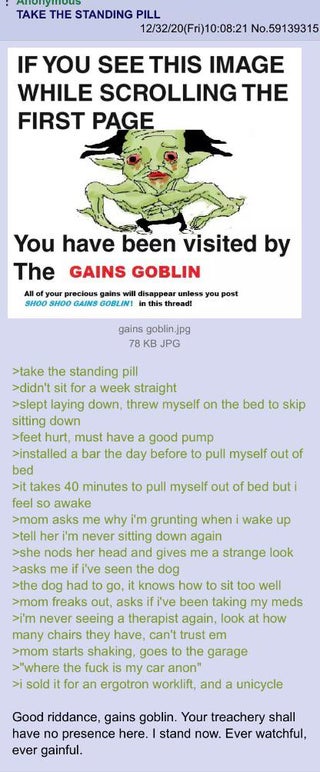 Anonymous
TAKE THE STANDING PILL
12/32/20(Fri)10:08:21 No.59139315
IF YOU SEE THIS IMAGE
WHILE SCROLLING THE
FIRST PAGE
You have been visited by
The GAINS GOBLIN
All of your precious gains will disappear unless you post
SHOO SHOO GAINS GOBLIN! in this thread!
gains goblin.jpg
78 KB JPG
>take the standing pill
>didn't sit for a week straight
>slept laying down, threw myself on the bed to skip
sitting down
>feet hurt, must have a good pump
>installed a bar the day before to pull myself out of
bed
>it takes 40 minutes to pull myself out of bed but i
feel so awake
>mom asks me why i'm grunting when i wake up
>tell her i'm never sitting down again
>she nods her head and gives me a strange look
>asks me if i've seen the dog
>the dog had to go, it knows how to sit too well
>mom freaks out, asks if i've been taking my meds
>i'm never seeing a therapist again, look at how
many chairs they have, can't trust em
>mom starts shaking, goes to the garage
>"where the fuck is my car anon"
>i sold it for an ergotron worklift, and a unicycle
Good riddance, gains goblin. Your treachery shall
have no presence here. I stand now. Ever watchful,
ever gainful.